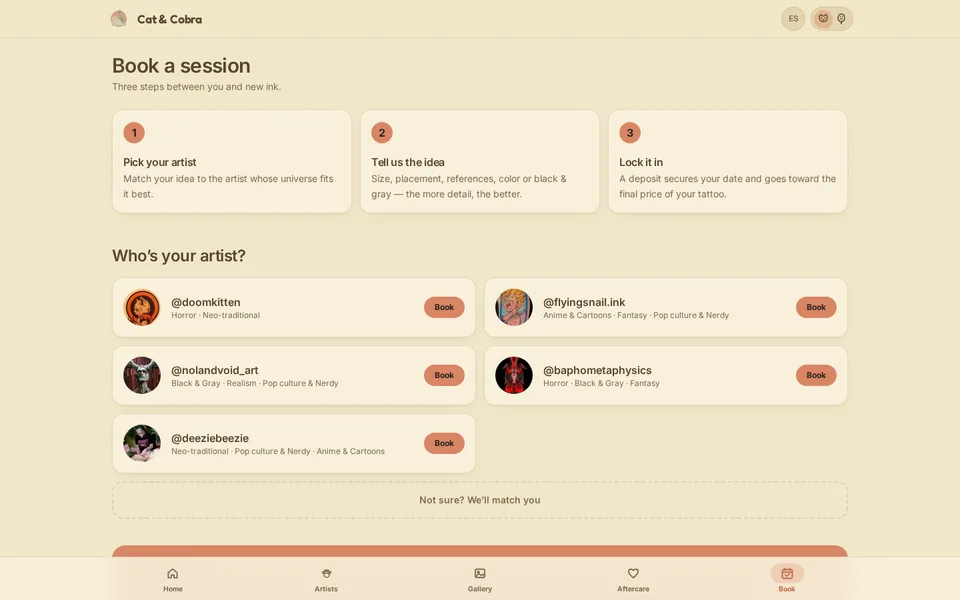 Cat & Cobra
ES
Book a session
Three steps between you and new ink.
1
Pick your artist
Match your idea to the artist whose universe fits
it best.
2
Tell us the idea
Size, placement, references, color or black &
gray — the more detail, the better.
3
Lock it in
A deposit secures your date and goes toward the
final price of your tattoo.
Who’s your artist?
@doomkitten
Horror · Neo-traditional
Book
@flyingsnail.ink
Anime & Cartoons · Fantasy · Pop culture & Nerdy
Book
@nolandvoid_art
Black & Gray · Realism · Pop culture & Nerdy
Book
@baphometaphysics
Horror · Black & Gray · Fantasy
Book
@deeziebeezie
Neo-traditional · Pop culture & Nerdy · Anime & Cartoons
Book
Not sure? We’ll match you
Home
Artists
Gallery
Aftercare
Book